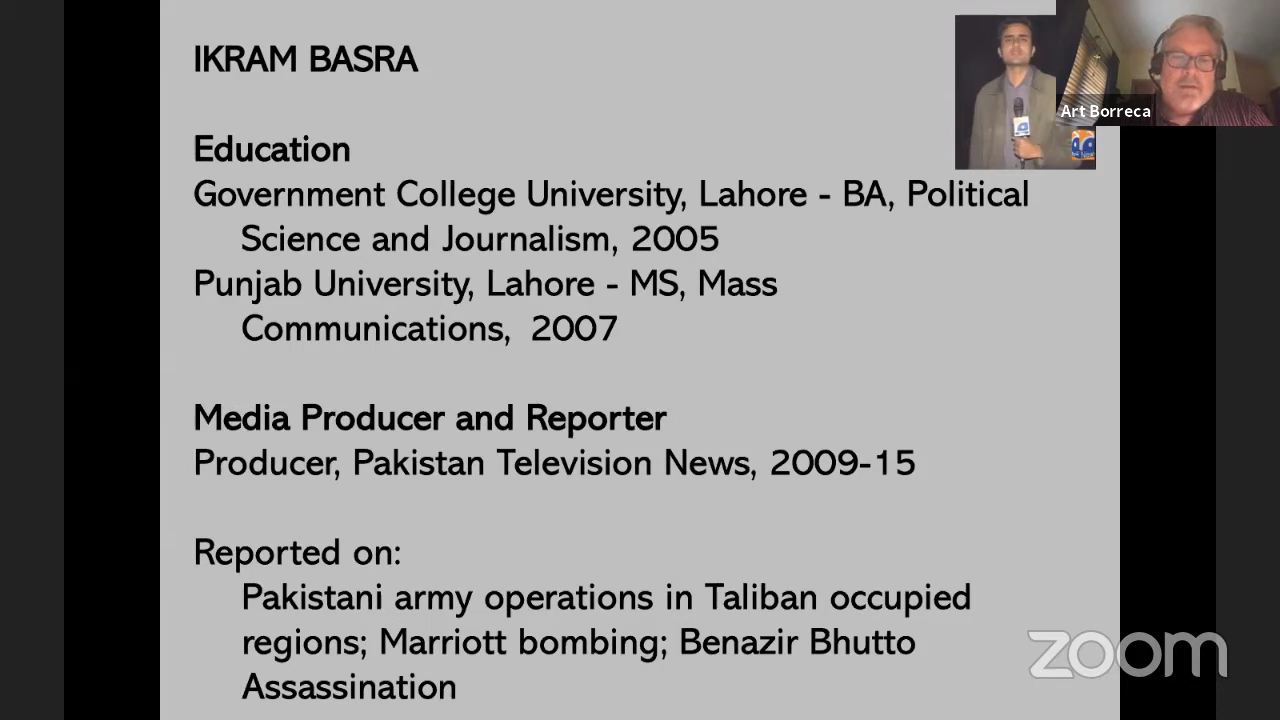 IKRAM BASRA
Art Borreca
Education
Government College University, Lahore - BA, Political
Science and Journalism, 2005
Punjab University, Lahore - MS, Mass
Communications, 2007
Media Producer and Reporter
Producer, Pakistan Television News, 2009-15
Reported on:
Pakistani army operations in Taliban occupied
regions; Marriott bombing; Benazir Bhutto
Assassination
zoom